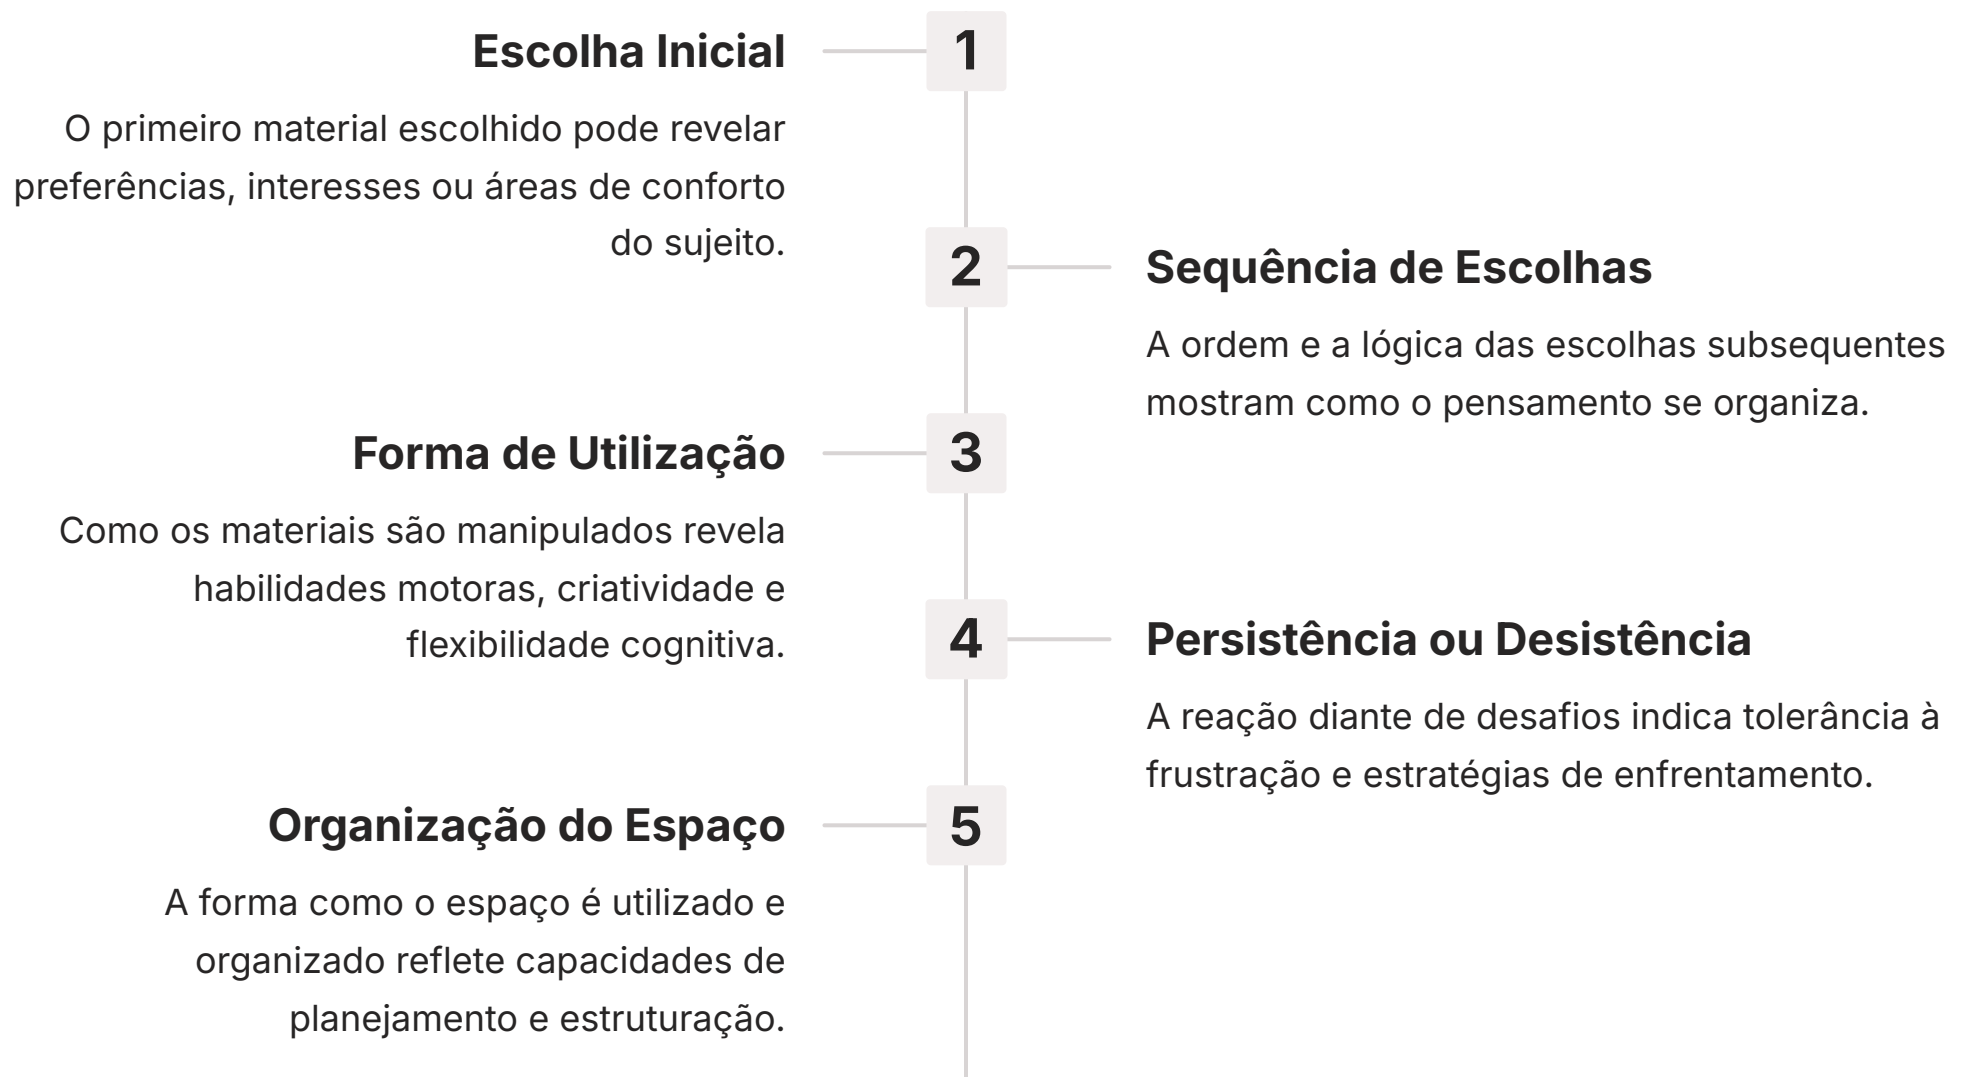 1
Escolha Inicial
O primeiro material escolhido pode revelar
preferências, interesses ou áreas de conforto
do sujeito.
2
Sequência de Escolhas
A ordem e a lógica das escolhas subsequentes
mostram como o pensamento se organiza.
3
Forma de Utilização
Como os materiais são manipulados revela
habilidades motoras, criatividade e
flexibilidade cognitiva.
4
Persistência ou Desistência
A reação diante de desafios indica tolerância à
frustração e estratégias de enfrentamento.
5
Organização do Espaço
A forma como o espaço é utilizado e
organizado reflete capacidades de
planejamento e estruturação.